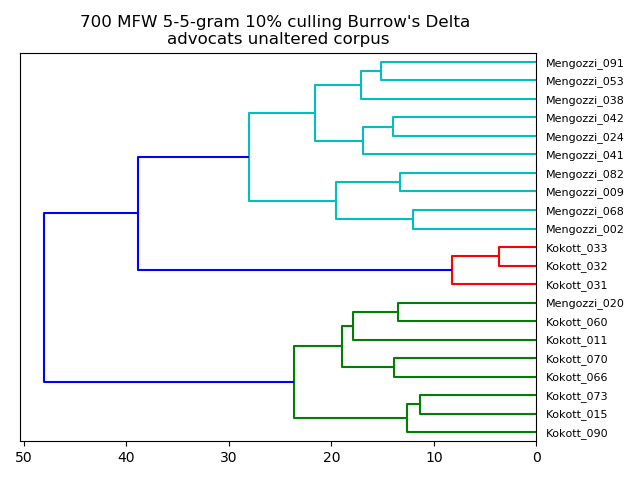 700 MFW 5-5-gram 10% culling Burrow's Delta
advocats unaltered corpus
Mengozzi_091
Mengozzi_053
Mengozzi_038
Mengozzi_042
Mengozzi_024
Mengozzi_041
Mengozzi_082
Mengozzi_009
Mengozzi_068
Mengozzi_002
Kokott_033
Kokott_032
Kokott_031
Mengozzi_020
Kokott_060
Kokott_011
Kokott_070
Kokott_066
Kokott_073
Kokott_015
Kokott_090
50 40 30 20 10 0